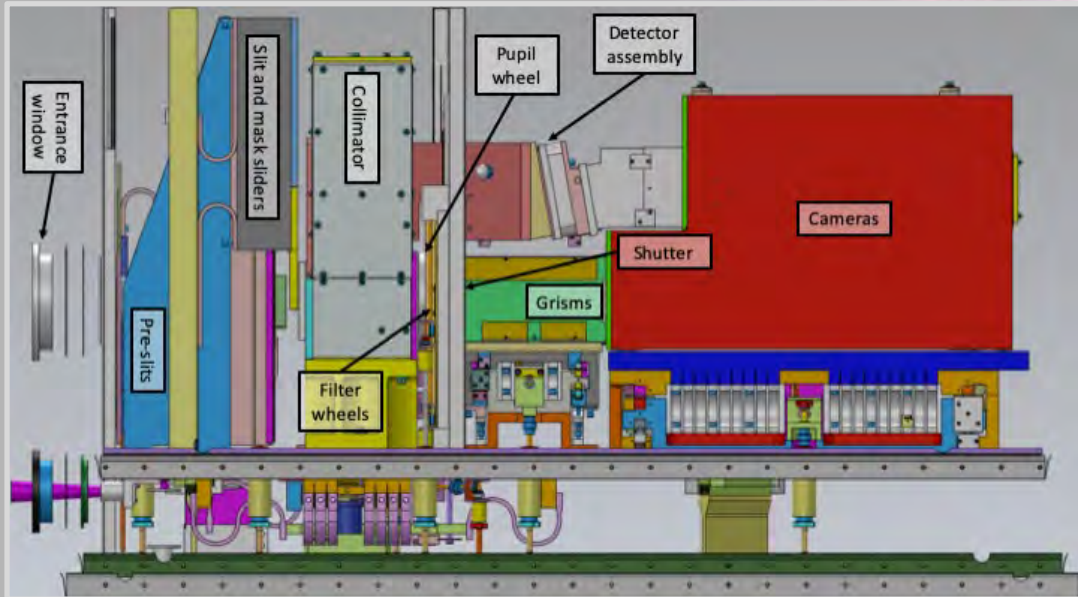 Entrance
window
Pre-slits
Slit and mask sliders
Collimator
Filter
wheels
Pupil
wheel
Detector
assembly
Shutter
Grisms
Cameras